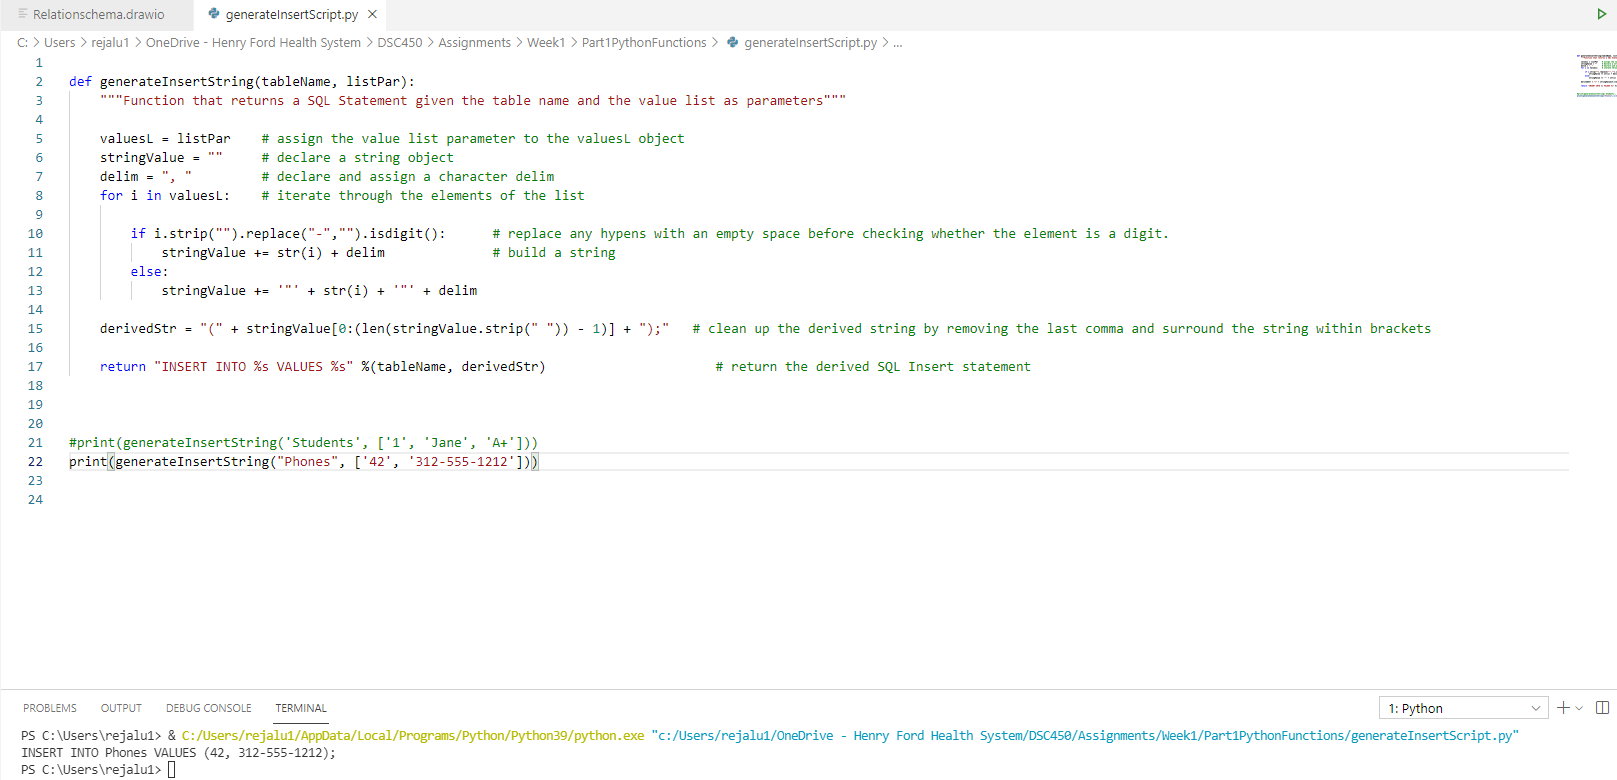 Relationschema.drawio generateInsertScript.py
C: > Users > rejalu1 > OneDrive - Henry Ford Health System > DSC450 > Assignments > Week1 > Part1PythonFunctions > generateInsertScript.py > ...
1
2 def generateInsertString(tableName, listPar):
3 """Function that returns a SQL Statement given the table name and the value list as parameters"""
4
5 valuesL = listPar # assign the value list parameter to the valuesL object
6 stringValue = "" # declare a string object
7 delim = ", " # declare and assign a character delim
8 for i in valuesL: # iterate through the elements of the list
9
10 if i.strip("").replace("-","").isdigit(): # replace any hypens with an empty space before checking whether the element is a digit.
11 stringValue += str(i) + delim # build a string
12 else:
13 stringValue += '"' + str(i) + '"' + delim
14
15 derivedStr = "(" + stringValue[0:(len(stringValue.strip(" ")) - 1)] + ");" # clean up the derived string by removing the last comma and surround the string within brackets
16
17 return "INSERT INTO %s VALUES %s" %(tableName, derivedStr) # return the derived SQL Insert statement
18
19
20
21 #print(generateInsertString('Students', ['1', 'Jane', 'A+']))
22 print(generateInsertString("Phones", ['42', '312-555-1212']))
23
24
PROBLEMS OUTPUT DEBUG CONSOLE TERMINAL 1: Python
PS C:\Users\rejalu1> & C:/Users/rejalu1/AppData/Local/Programs/Python/Python39/python.exe "c:/Users/rejalu1/OneDrive - Henry Ford Health System/DSC450/Assignments/Week1/Part1PythonFunctions/generateInsertScript.py"
INSERT INTO Phones VALUES (42, 312-555-1212);
PS C:\Users\rejalu1>